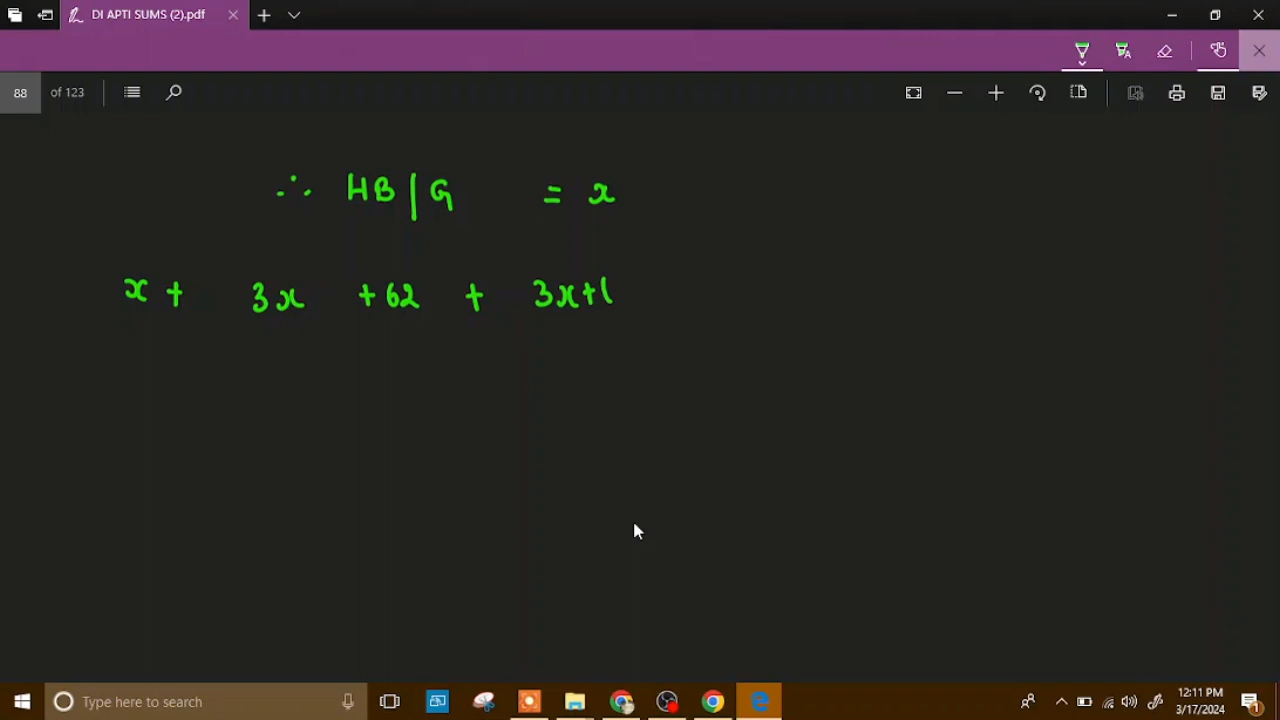 DI APTI SUMS (2).pdf
88 of 123
∴ HB|G = x
x + 3x + 62 + 3x+1
Type here to search
12:11 PM
3/17/2024